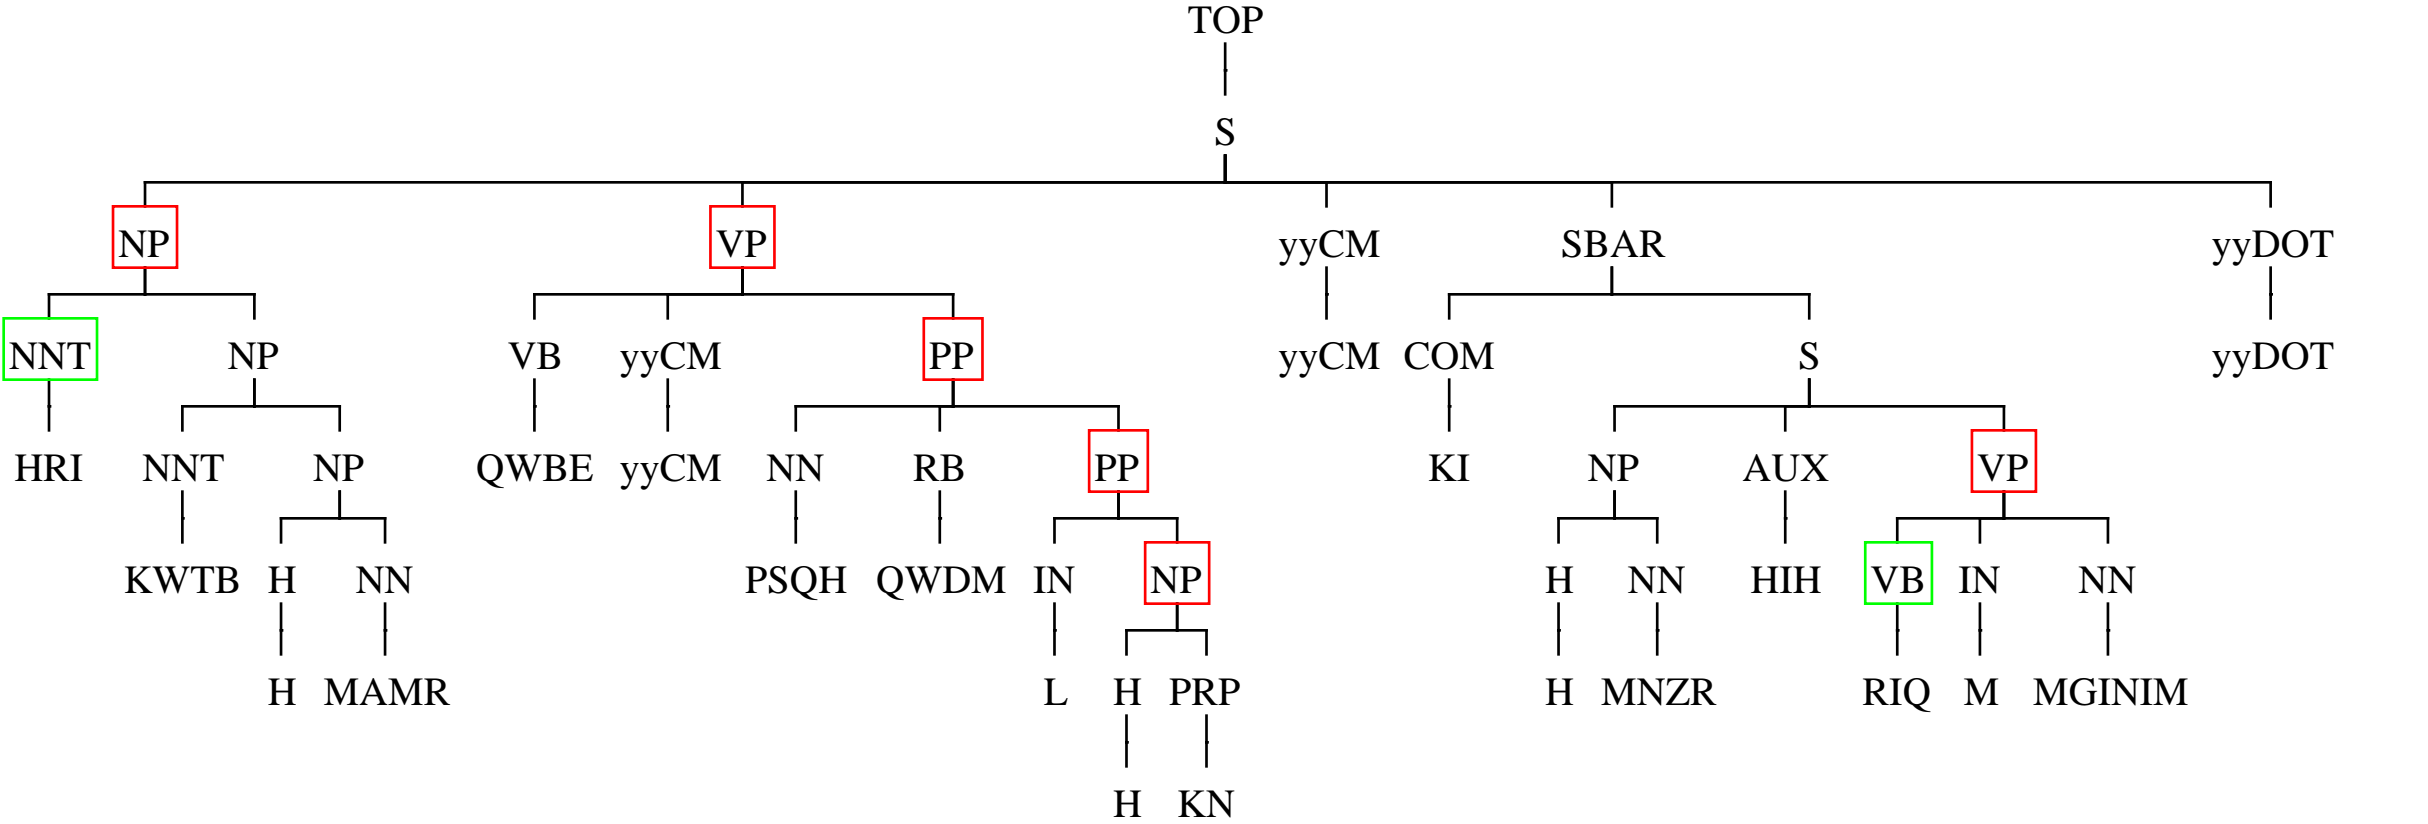 TOP
S
NP VP yyCM SBAR yyDOT
NNT NP VB yyCM PP yyCM COM S yyDOT
HRI NNT NP QWBE yyCM NN RB PP KI NP AUX VP
KWTB H NN PSQH QWDM IN NP H NN HIH VB IN NN
H MAMR L H PRP H MNZR RIQ M MGINIM
H KN